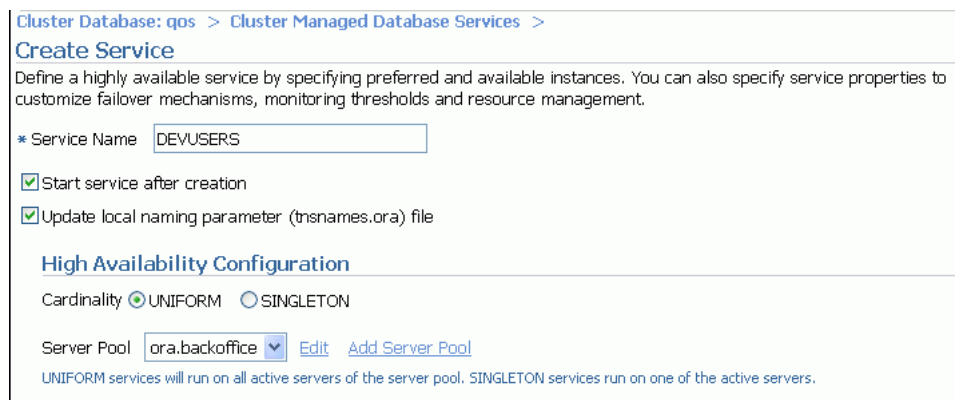 Cluster Database: qos > Cluster Managed Database Services >
Create Service
Define a highly available service by specifying preferred and available instances. You can also specify service properties to
customize failover mechanisms, monitoring thresholds and resource management.
* Service Name DEVUSERS
Start service after creation
Update local naming parameter (tnsnames.ora) file
High Availability Configuration
Cardinality UNIFORM SINGLETON
Server Pool ora.backoffice Edit Add Server Pool
UNIFORM services will run on all active servers of the server pool. SINGLETON services run on one of the active servers.